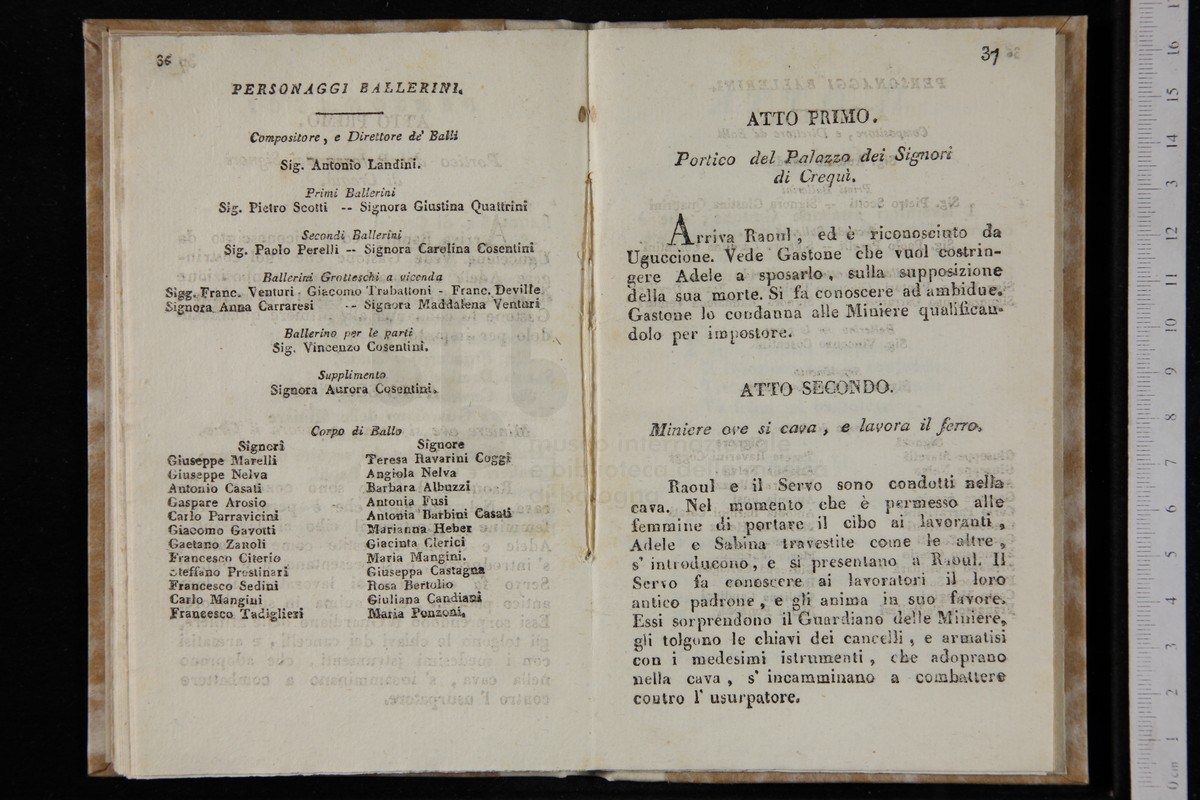 36
PERSONAGGI BALLERINI.
Compositore, e Direttore de' Balli
Sig. Antonio Landini.
Primi Ballerini
Sig. Pietro Scotti -- Signora Giustina Quattrini
Secondi Ballerini
Sig. Paolo Perelli -- Signora Carolina Cosentini
Ballerini Grotteschi a vicenda
Sigg. Franc. Venturi - Giacomo Trabattoni - Franc. Deville
Signora Anna Carraresi -- Signora Maddalena Venturi
Ballerino per le parti
Sig. Vincenzo Cosentini.
Supplimento
Signora Aurora Cosentini.
Corpo di Ballo
Signori
Giuseppe Marelli
Giuseppe Nelva
Antonio Casati
Gaspare Arosio
Carlo Parravicini
Giacomo Gavotti
Gaetano Zanoli
Francesco Citerio
Steffano Prestinari
Francesco Sedini
Carlo Mangini
Francesco Tadiglieri
Signore
Teresa Ravarini Coggi
Angiola Nelva
Barbara Albuzzi
Antonia Fusi
Antonia Barbini Casati
Marianna Heber
Giacinta Clerici
Maria Mangini.
Giuseppa Castagna
Rosa Bertolio
Giuliana Candiani
Maria Ponzoni.
37
ATTO PRIMO.
Portico del Palazzo dei Signori
di Crequì.
Arriva Raoul, ed è riconosciuto da
Uguccione. Vede Gastone che vuol costrin-
gere Adele a sposarlo, sulla supposizione
della sua morte. Si fa conoscere ad ambidue.
Gastone lo condanna alle Miniere qualifican-
dolo per impostore.
ATTO SECONDO.
Miniere ove si cava, e lavora il ferro.
Raoul e il Servo sono condotti nella
cava. Nel momento che è permesso alle
femmine di portare il cibo ai lavoranti,
Adele e Sabina travestite come le altre,
s' introducono, e si presentano a Raoul. Il
Servo fa conoscere ai lavoratori il loro
antico padrone, e gli anima in suo favore.
Essi sorprendono il Guardiano delle Miniere,
gli tolgono le chiavi dei cancelli, e armatisi
con i medesimi istrumenti, che adoprano
nella cava, s' incamminano a combattere
contro l' usurpatore.
museo internazionale
e biblioteca della musica
di bologna